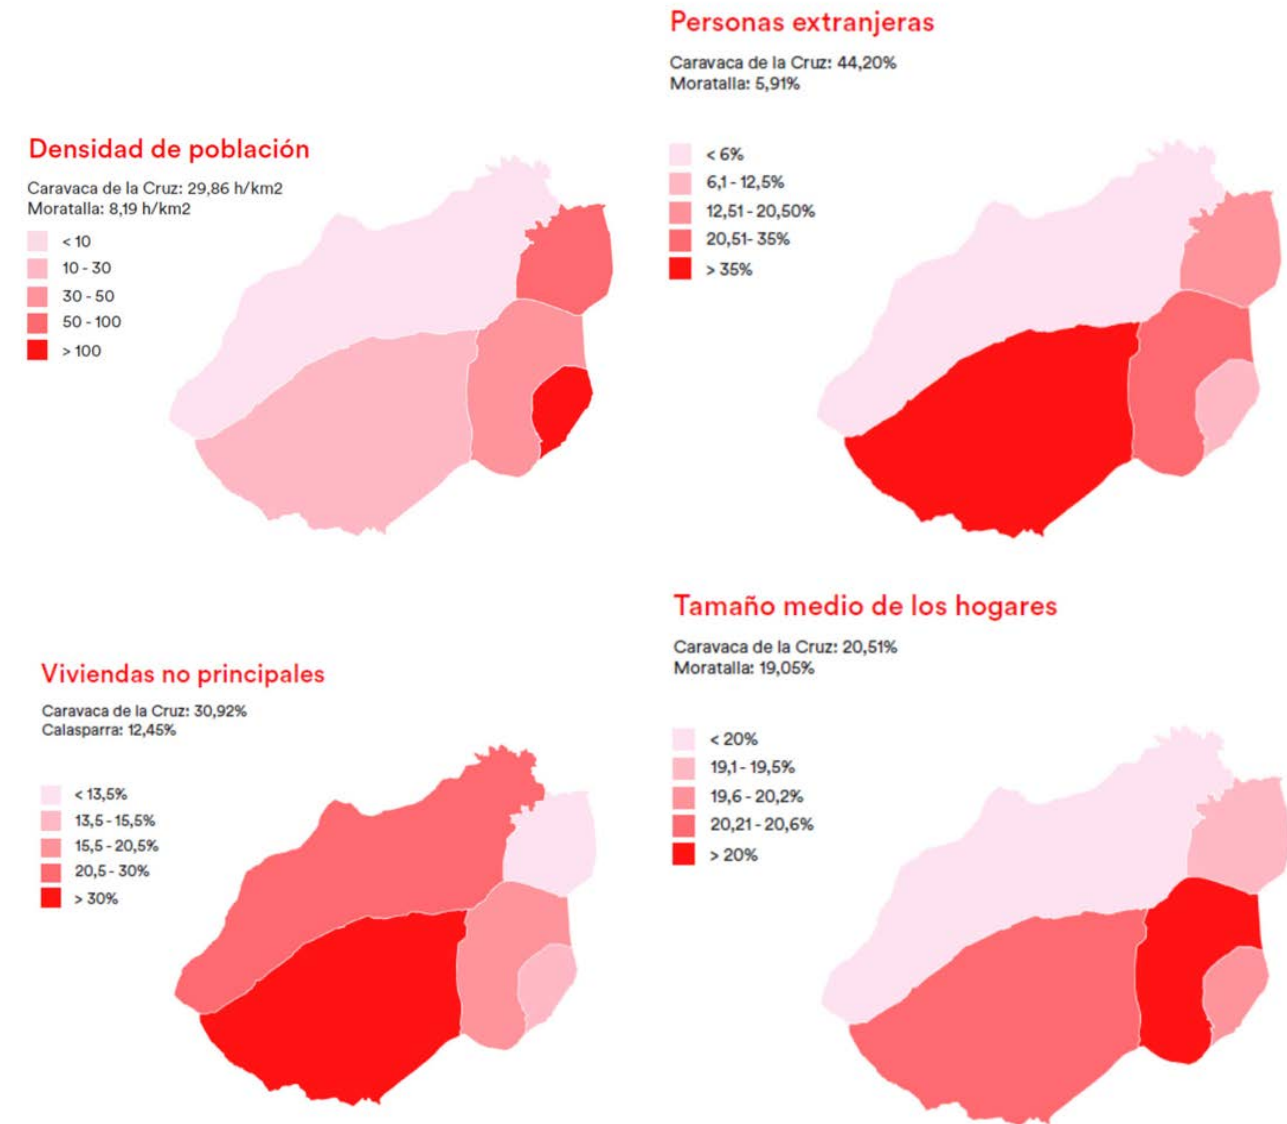 Densidad de población
Caravaca de la Cruz: 29,86 h/km2
Moratalla: 8,19 h/km2
< 10
10 - 30
30 - 50
50 - 100
> 100
Personas extranjeras
Caravaca de la Cruz: 44,20%
Moratalla: 5,91%
< 6%
6,1 - 12,5%
12,51 - 20,50%
20,51- 35%
> 35%
Viviendas no principales
Caravaca de la Cruz: 30,92%
Calasparra: 12,45%
< 13,5%
13,5 - 15,5%
15,5 - 20,5%
20,5 - 30%
> 30%
Tamaño medio de los hogares
Caravaca de la Cruz: 20,51%
Moratalla: 19,05%
< 20%
19,1 - 19,5%
19,6 - 20,2%
20,21 - 20,6%
> 20%